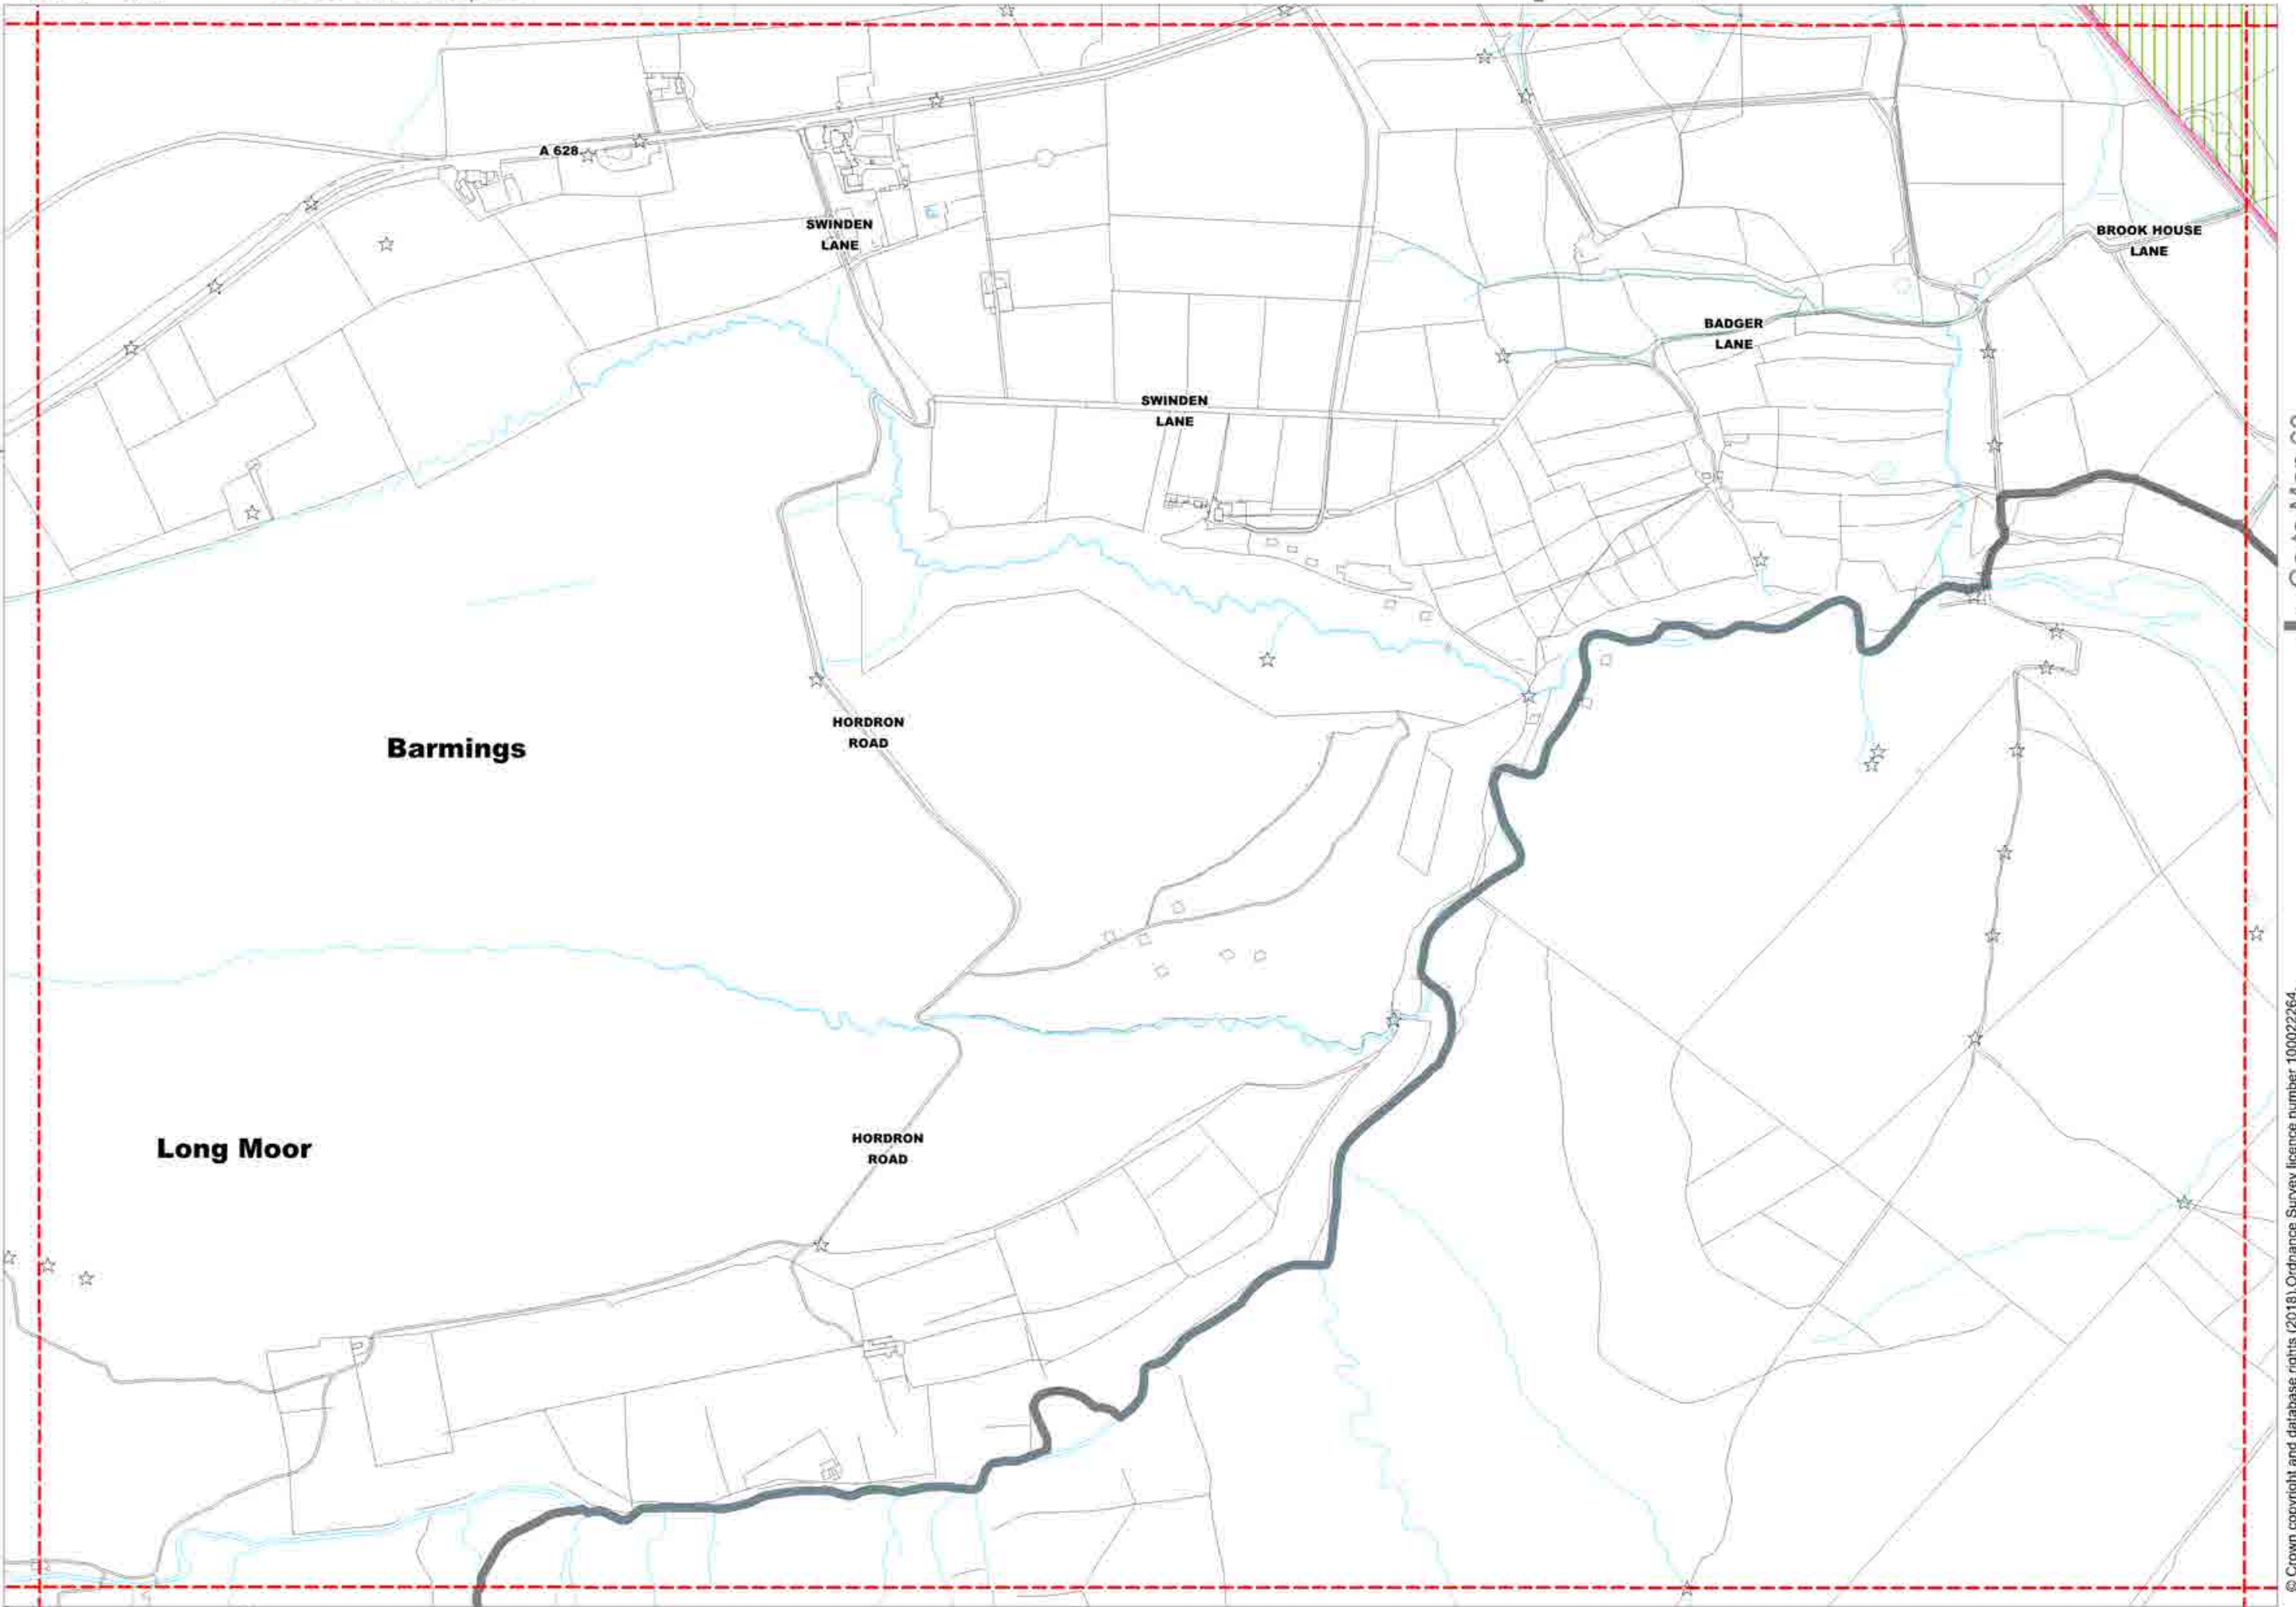 A 628
SWINDEN
LANE
BROOK HOUSE
LANE
BADGER
LANE
SWINDEN
LANE
HORDRON
ROAD
Barmings
HORDRON
ROAD
Long Moor
© Crown copyright and database rights (2018) Ordnance Survey licence number 100022264.